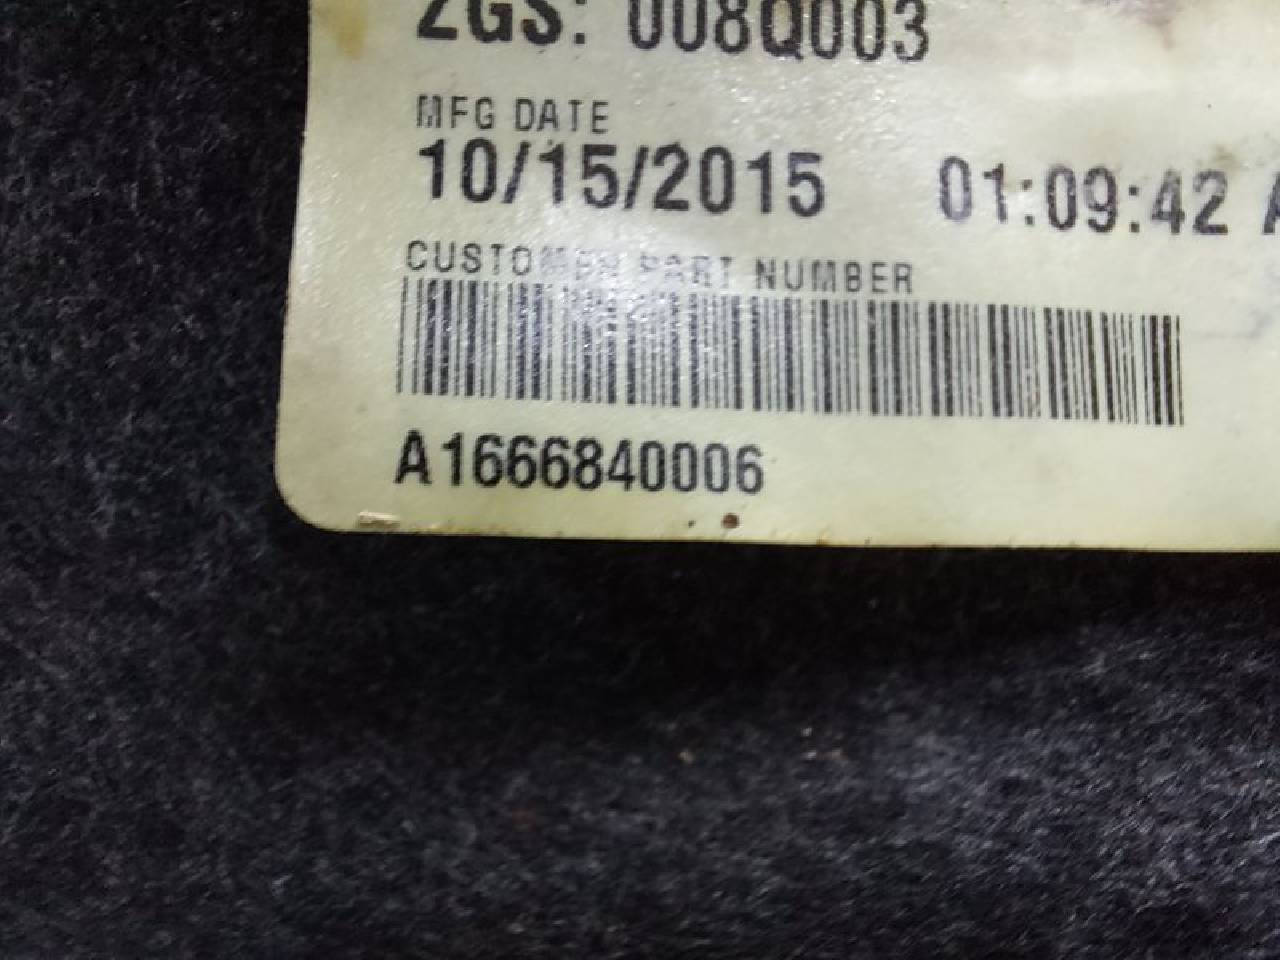 ZGS: 008Q003
MFG DATE
10/15/2015 01:09:42 A
CUSTOMER PART NUMBER
A1666840006